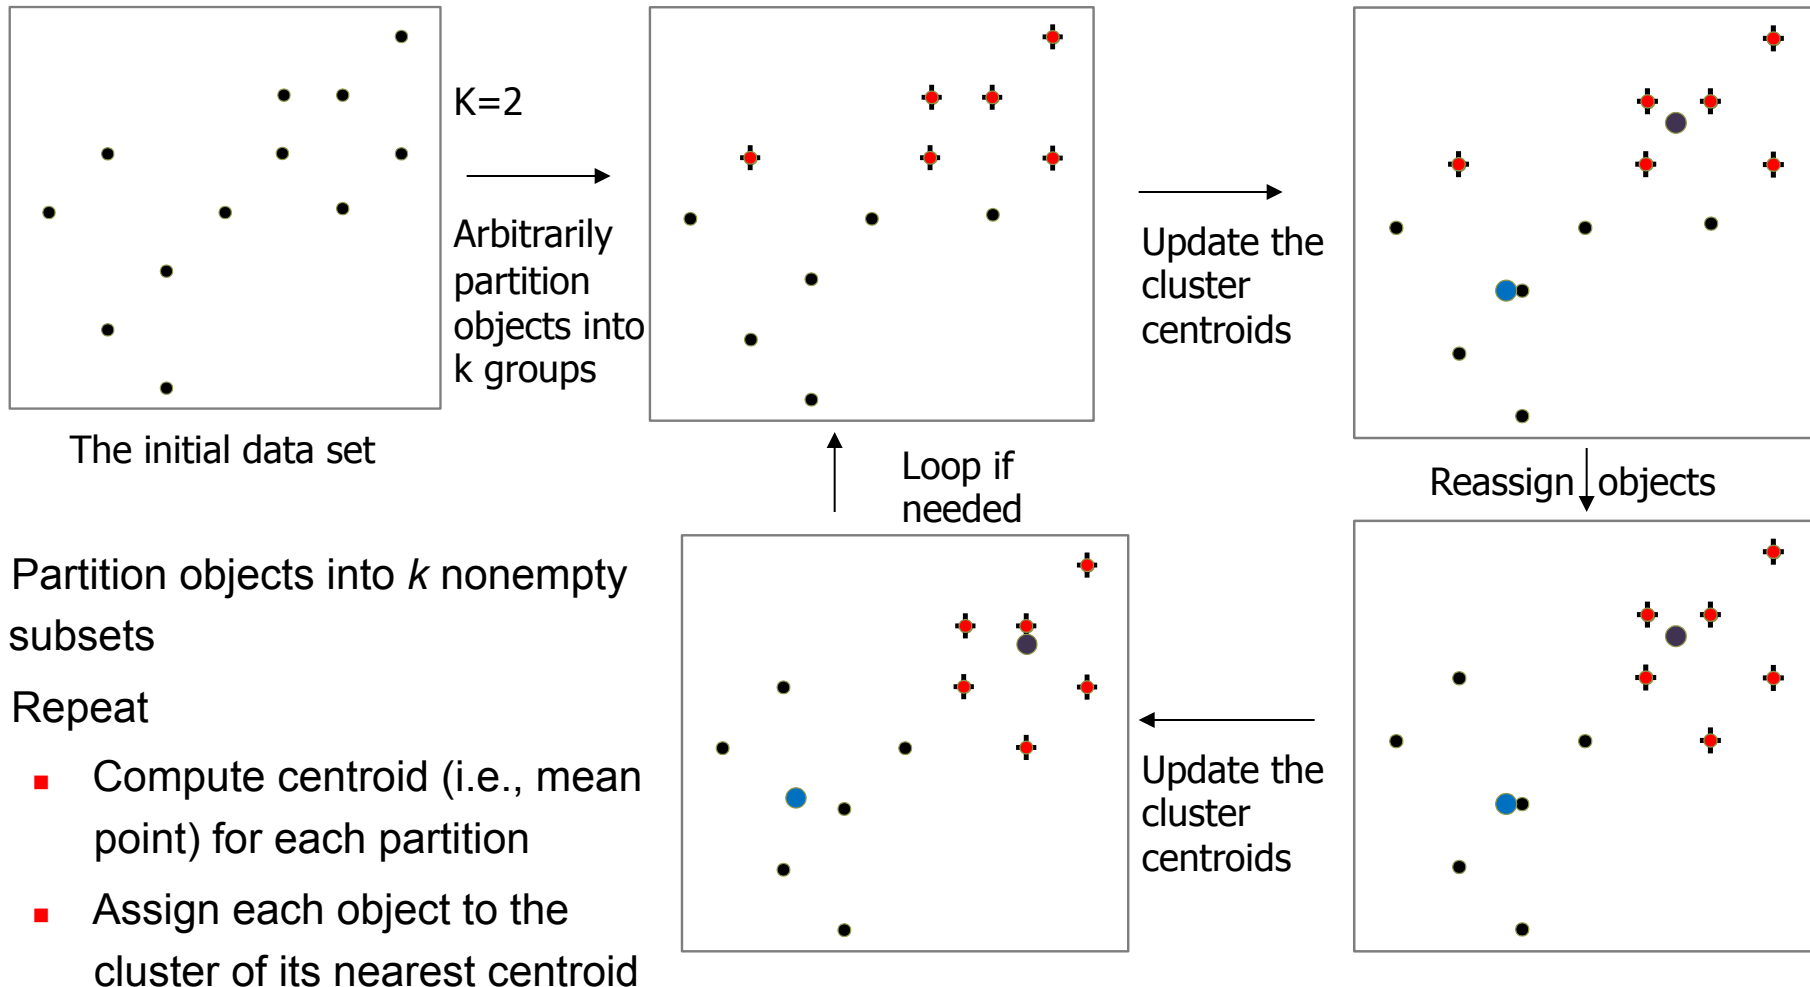 K=2
Arbitrarily
partition
objects into
k groups
Update the
cluster
centroids
The initial data set
Loop if
needed
Reassign objects
Update the
cluster
centroids
Partition objects into k nonempty
subsets
Repeat
Compute centroid (i.e., mean
point) for each partition
Assign each object to the
cluster of its nearest centroid